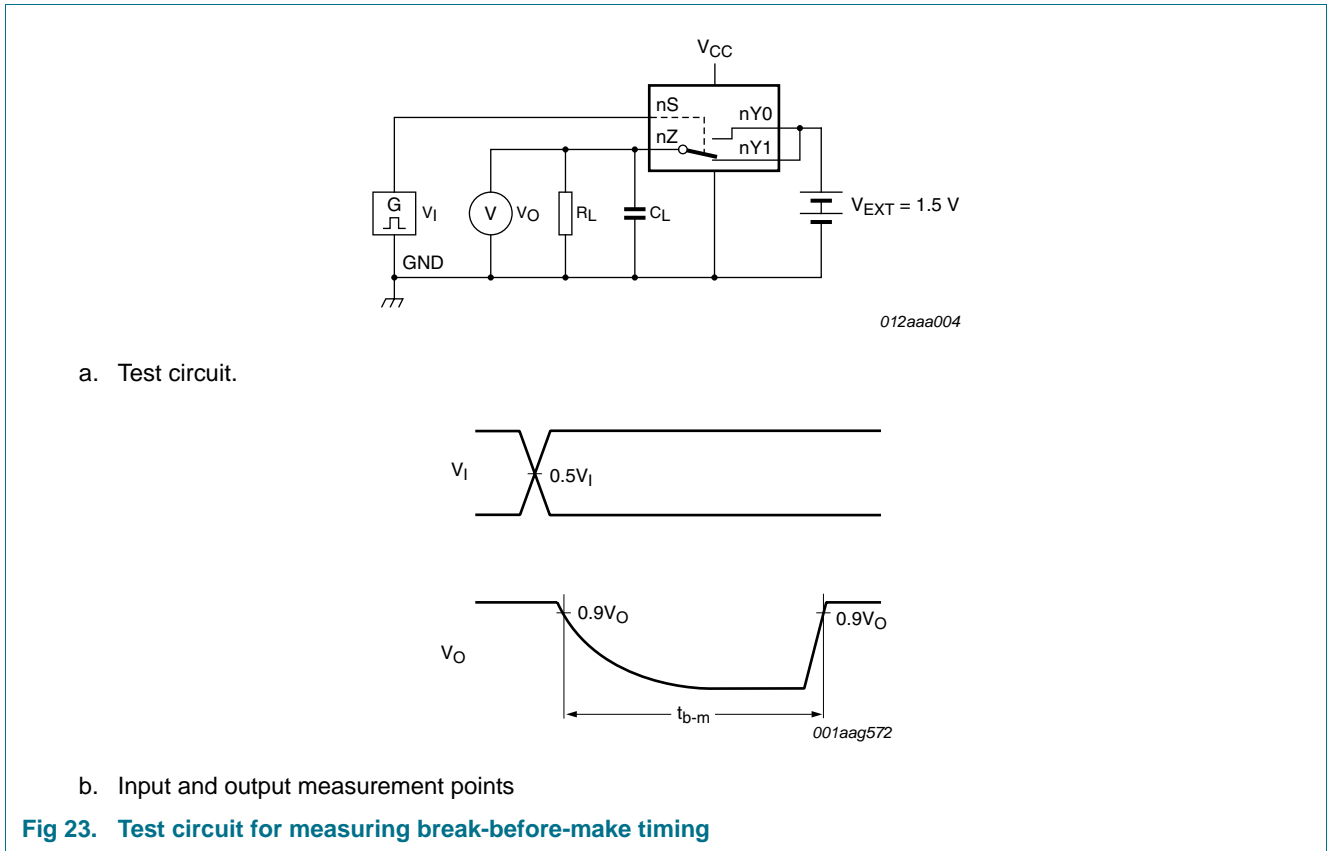 VCC
nS
nY0
nZ
nY1
G
VI
V
VO
RL
CL
VEXT = 1.5 V
GND
012aaa004
a. Test circuit.
VI
0.5VI
0.9VO
0.9VO
VO
tb-m
001aag572
b. Input and output measurement points
Fig 23. Test circuit for measuring break-before-make timing